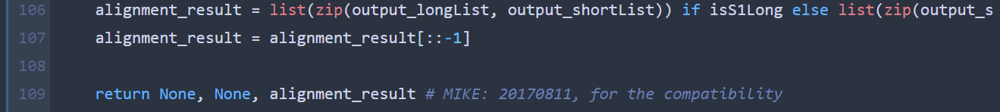 106 alignment_result = list(zip(output_longList, output_shortList)) if isS1Long else list(zip(output_s
107 alignment_result = alignment_result[::-1]
108
109 return None, None, alignment_result # MIKE: 20170811, for the compatibility